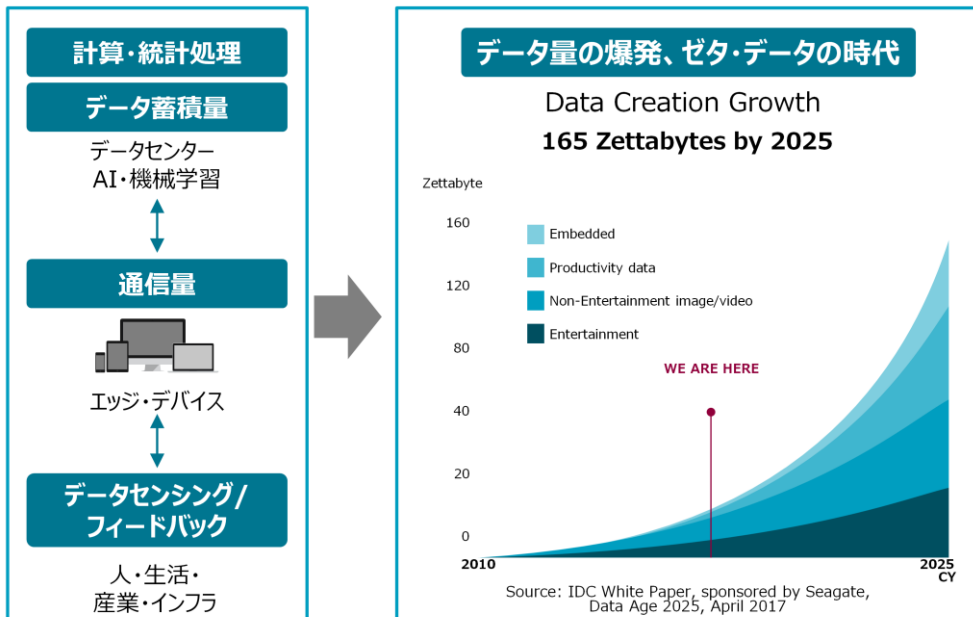 計算・統計処理
データ蓄積量
データセンター
AI・機械学習
通信量
エッジ・デバイス
データセンシング/
フィードバック
人・生活・
産業・インフラ
データ量の爆発、ゼタ・データの時代
Data Creation Growth
165 Zettabytes by 2025
Zettabyte
160
120
80
40
20
0
Embedded
Productivity data
Non-Entertainment image/video
Entertainment
WE ARE HERE
2010
2025
CY
Source: IDC White Paper, sponsored by Seagate,
Data Age 2025, April 2017